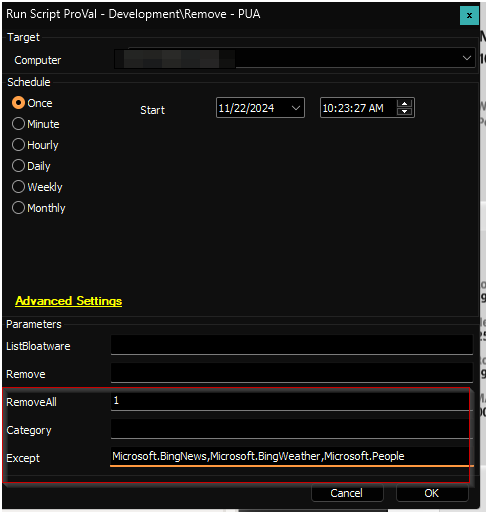 Run Script ProVal - Development\Remove - PUA x
Target
Computer
Schedule
Once
Start 11/22/2024 10:23:27 AM
Minute
Hourly
Daily
Weekly
Monthly
Advanced Settings
Parameters
ListBloatware
Remove
RemoveAll 1
Category
Except Microsoft.BingNews,Microsoft.BingWeather,Microsoft.People
Cancel OK